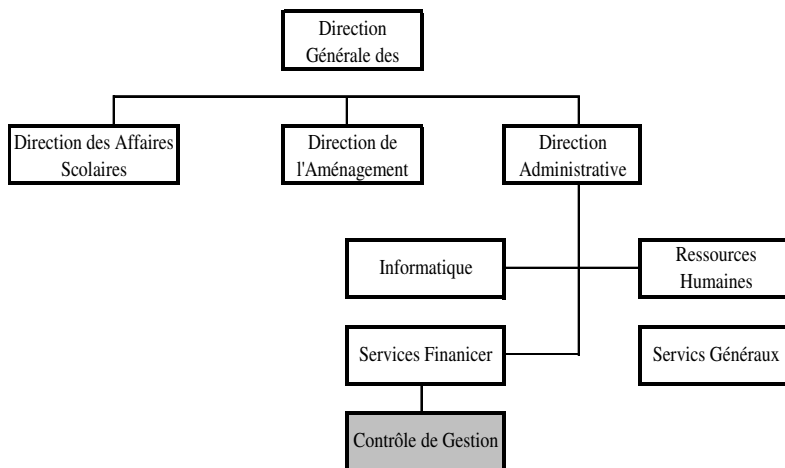 Direction
Générale des
Direction des Affaires
Scolaires
Direction de
l'Aménagement
Direction
Administrative
Informatique
Ressources
Humaines
Services Finanicer
Servics Généraux
Contrôle de Gestion